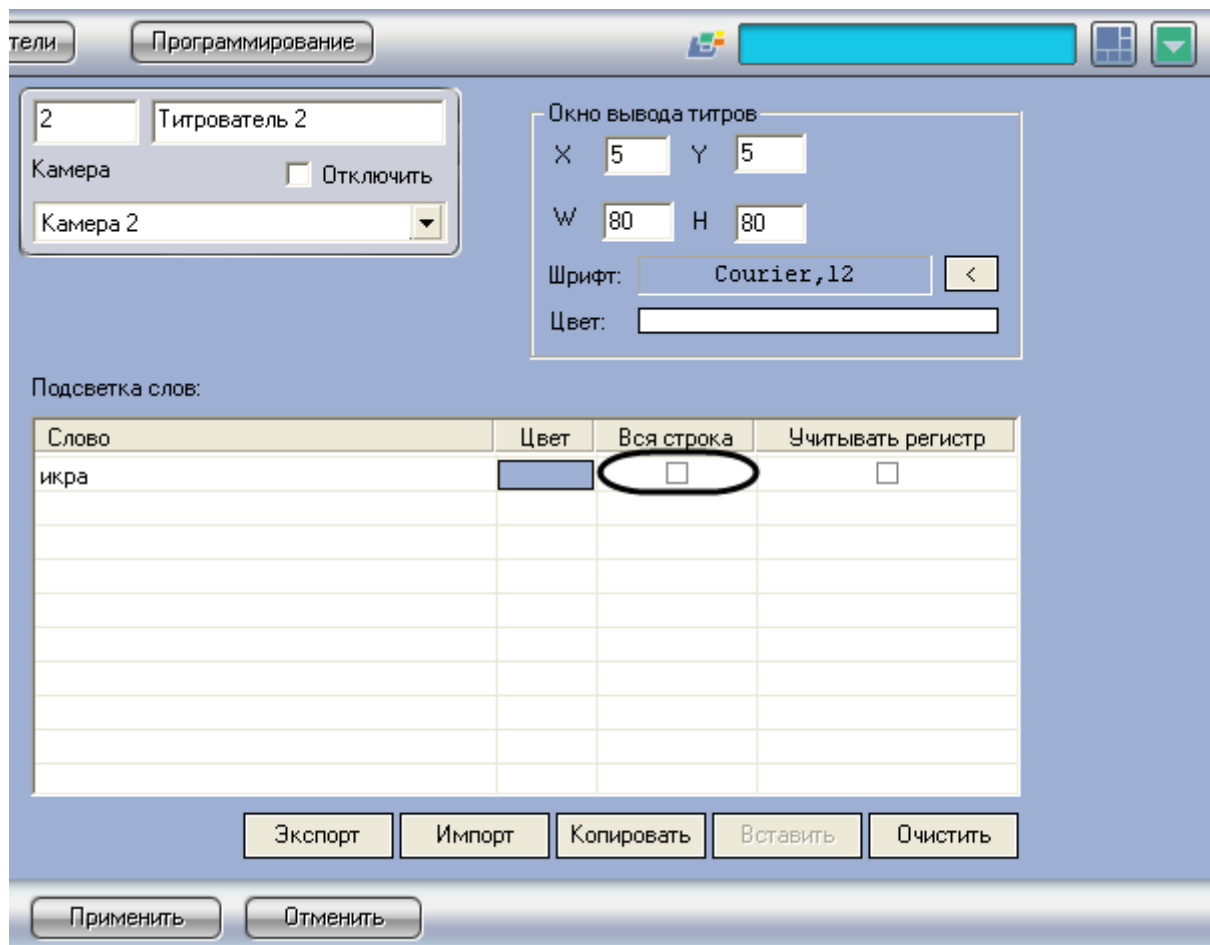 тели Программирование
2 Титрователь 2
Камера Отключить
Камера 2
Окно вывода титров
X 5 Y 5
W 80 H 80
Шрифт: Courier,12 <
Цвет:
Подсветка слов:
Слово Цвет Вся строка Учитывать регистр
икра
Экспорт Импорт Копировать Вставить Очистить
Применить Отменить